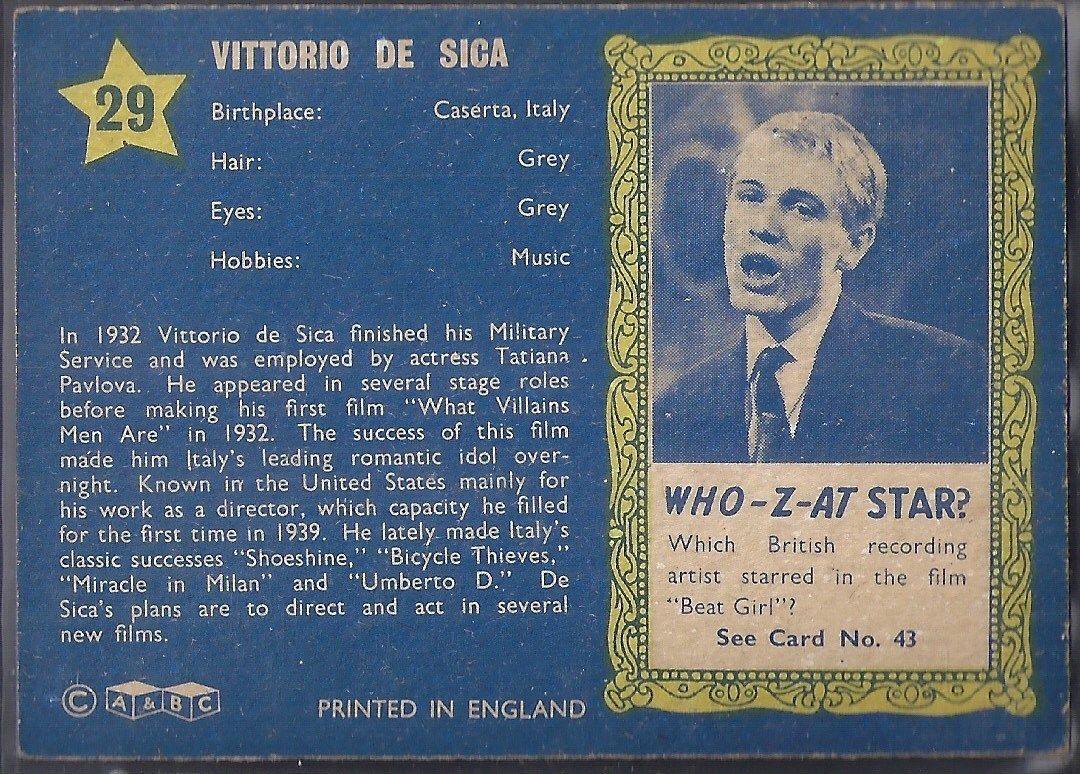 29
VITTORIO DE SICA
Birthplace: Caserta, Italy
Hair: Grey
Eyes: Grey
Hobbies: Music
In 1932 Vittorio de Sica finished his Military
Service and was employed by actress Tatiana
Pavlova. He appeared in several stage roles
before making his first film “What Villains
Men Are” in 1932. The success of this film
made him Italy's leading romantic idol over-
night. Known in the United States mainly for
his work as a director, which capacity he filled
for the first time in 1939. He lately made Italy's
classic successes “Shoeshine,” “Bicycle Thieves,”
“Miracle in Milan” and “Umberto D.” De
Sica's plans are to direct and act in several
new films.
© A & B C
PRINTED IN ENGLAND
WHO-Z-AT STAR?
Which British recording
artist starred in the film
“Beat Girl”?
See Card No. 43